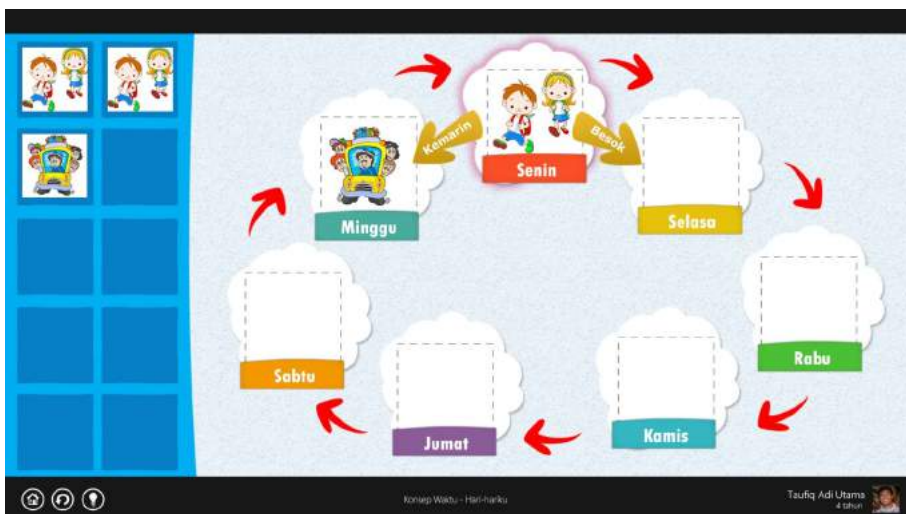 Kemarin
Besok
Senin
Minggu
Selasa
Sabtu
Rabu
Jumat
Kamis
Konsep Waktu - Hari-hariku
Taufiq Adi Utama
4 tahun